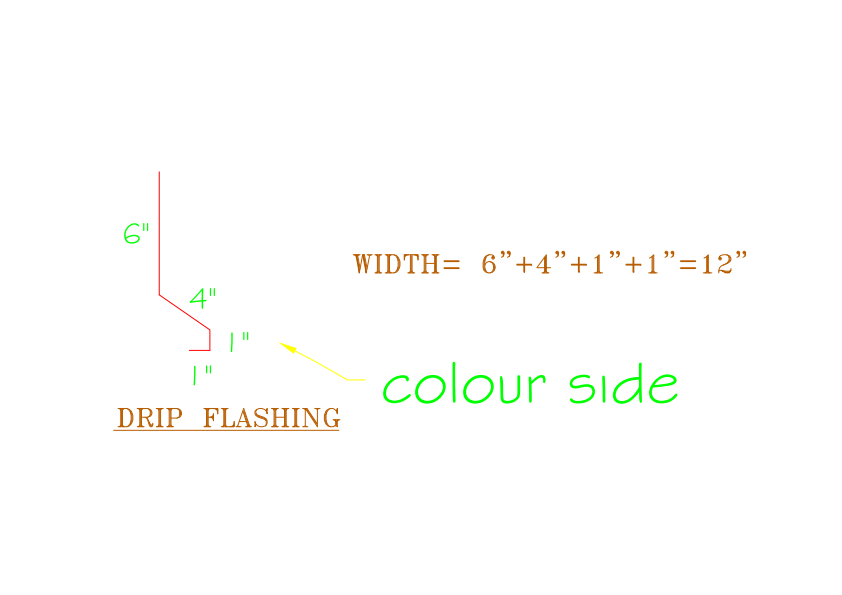 6"
WIDTH= 6"+4"+1"+1"=12"
4"
1"
1"
colour side
DRIP FLASHING